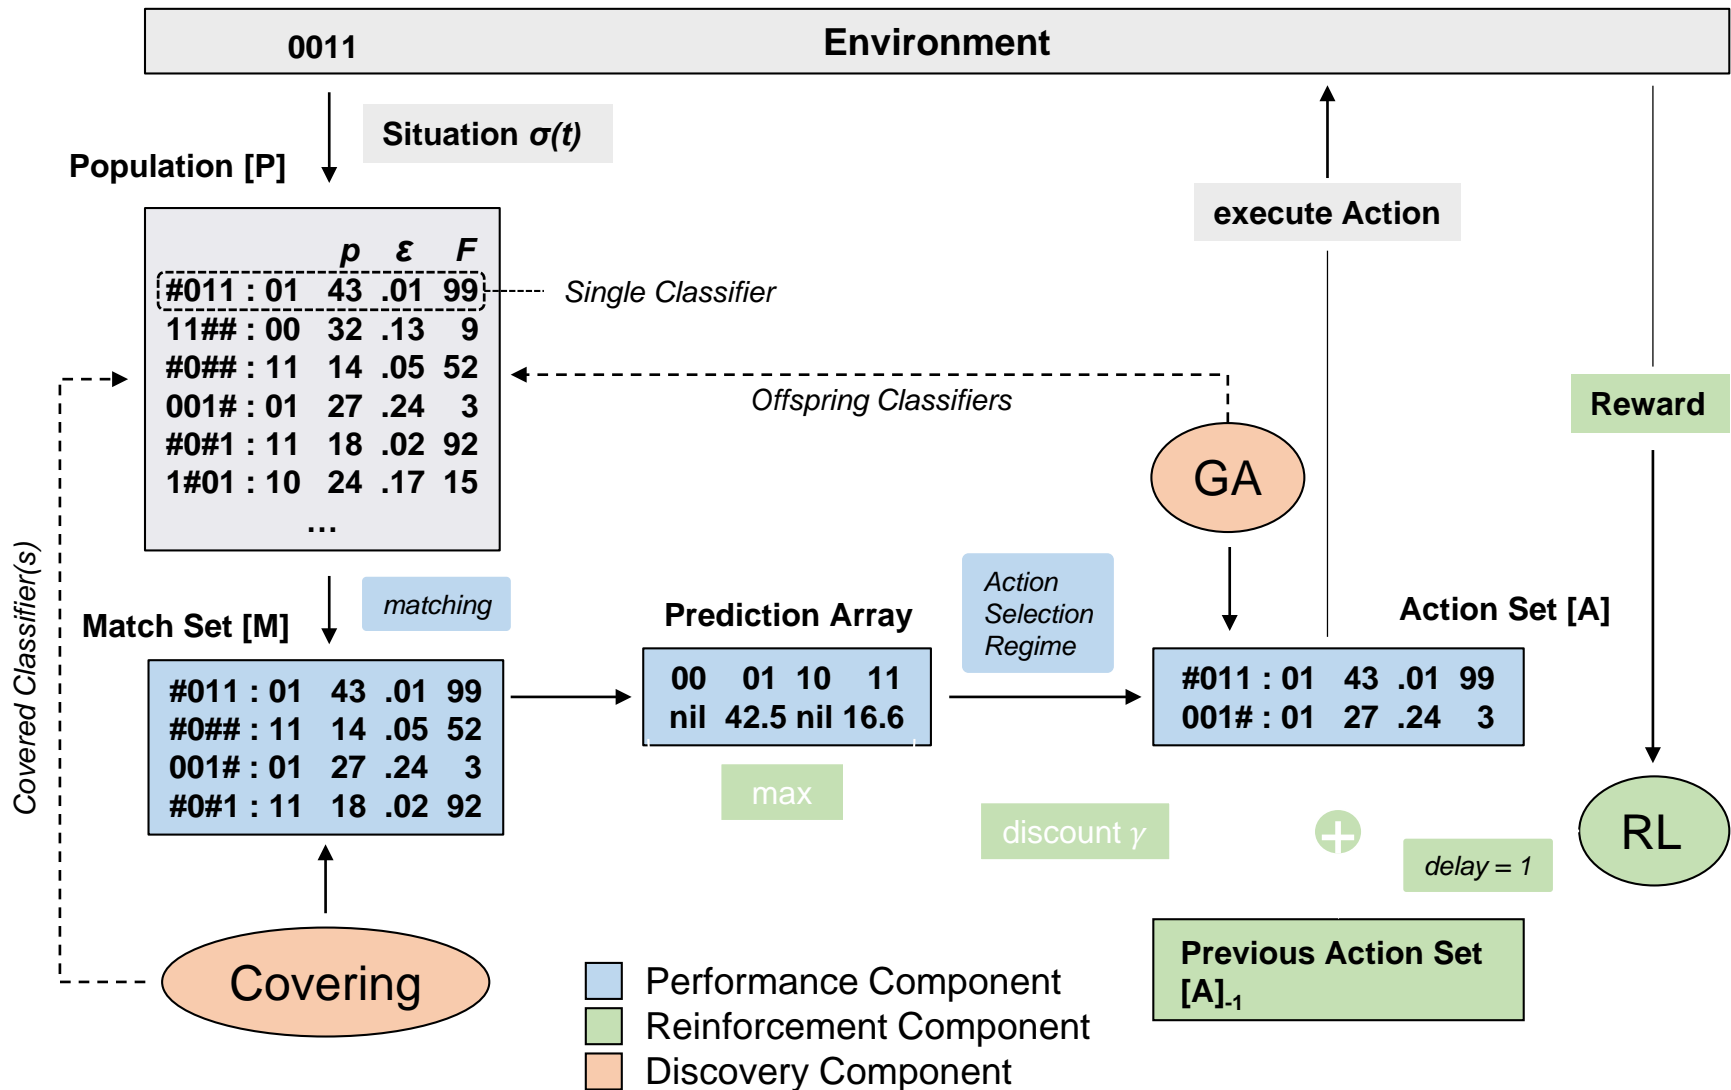 Environment
0011
Situation σ(t)
Population [P]
p ε F
#011 : 01 43 .01 99
11## : 00 32 .13 9
#0## : 11 14 .05 52
001# : 01 27 .24 3
#0#1 : 11 18 .02 92
1#01 : 10 24 .17 15
...
Single Classifier
execute Action
Offspring Classifiers
Reward
GA
Covered Classifier(s)
matching
Match Set [M]
#011 : 01 43 .01 99
#0## : 11 14 .05 52
001# : 01 27 .24 3
#0#1 : 11 18 .02 92
Prediction Array
00 01 10 11
nil 42.5 nil 16.6
Action
Selection
Regime
Action Set [A]
#011 : 01 43 .01 99
001# : 01 27 .24 3
max
discount γ
+
delay = 1
RL
Previous Action Set
[A]-1
Covering
Performance Component
Reinforcement Component
Discovery Component